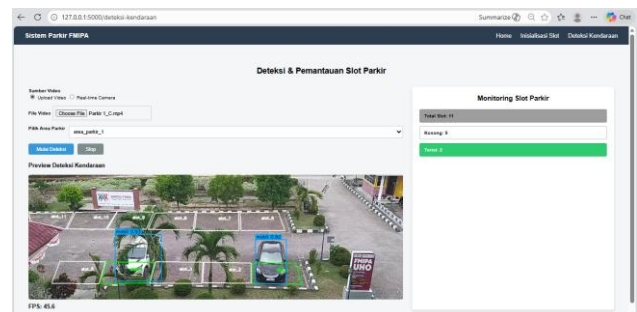 127.0.0.1:5000/deteksi-kendaraan
Summarize
Chat
Sistem Parkir FMIPA
Home Inisialisasi Slot Deteksi Kendaraan
Deteksi & Pemantauan Slot Parkir
Sumber Video
Upload Video Real-time Camera
File Video Choose File Parkir 1_C.mp4
Pilih Area Parkir area_parkir_1
Mulai Deteksi Stop
Preview Deteksi Kendaraan
FPS: 45.6
Monitoring Slot Parkir
Total Slot: 11
Terisi: 2